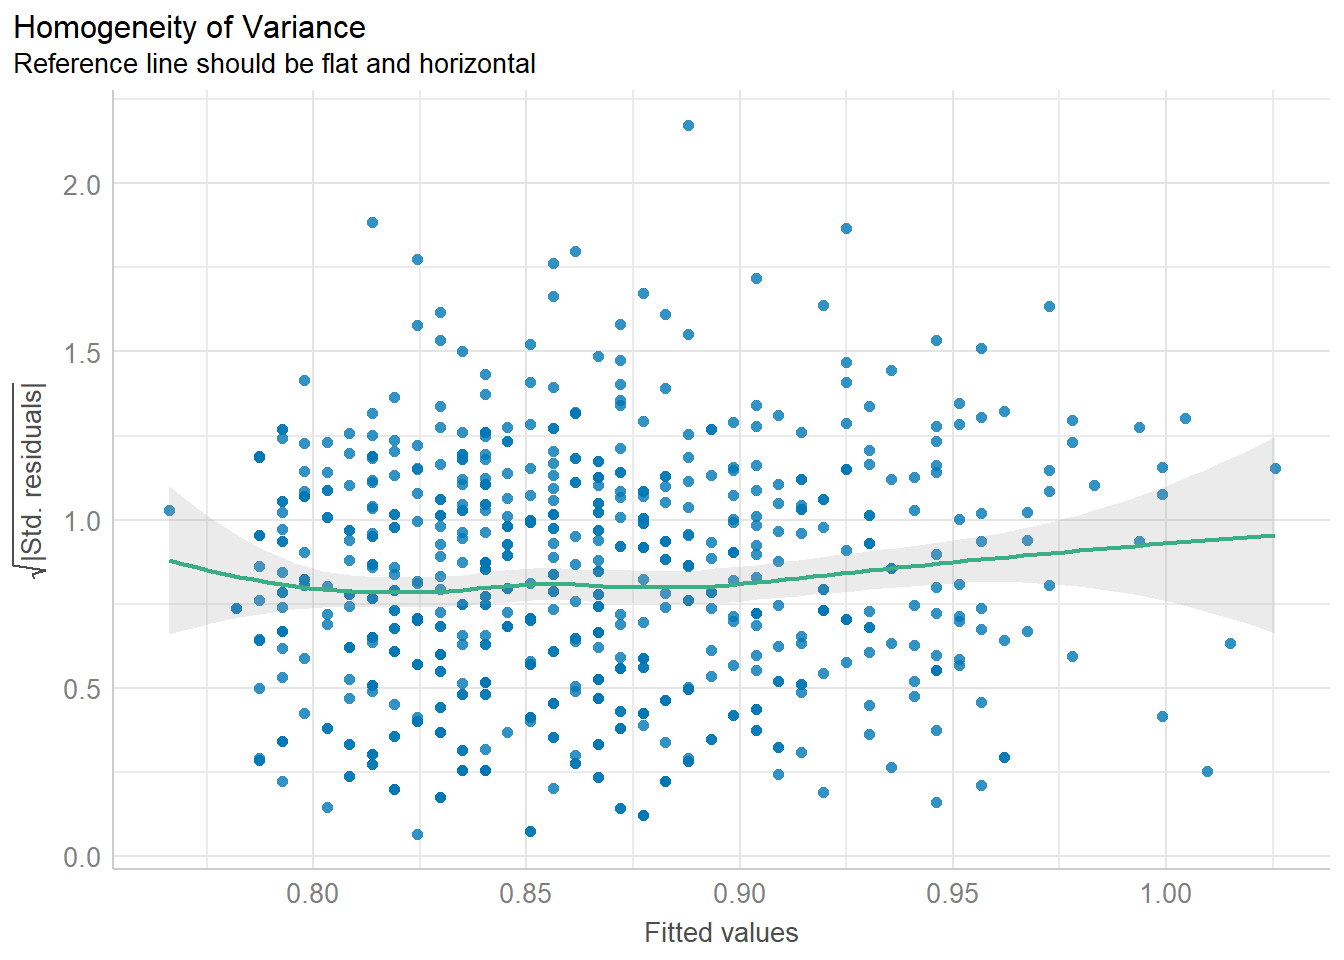 Homogeneity of Variance
Reference line should be flat and horizontal
√|Std. residuals|
2.0
1.5
1.0
0.5
0.0
0.80 0.85 0.90 0.95 1.00
Fitted values